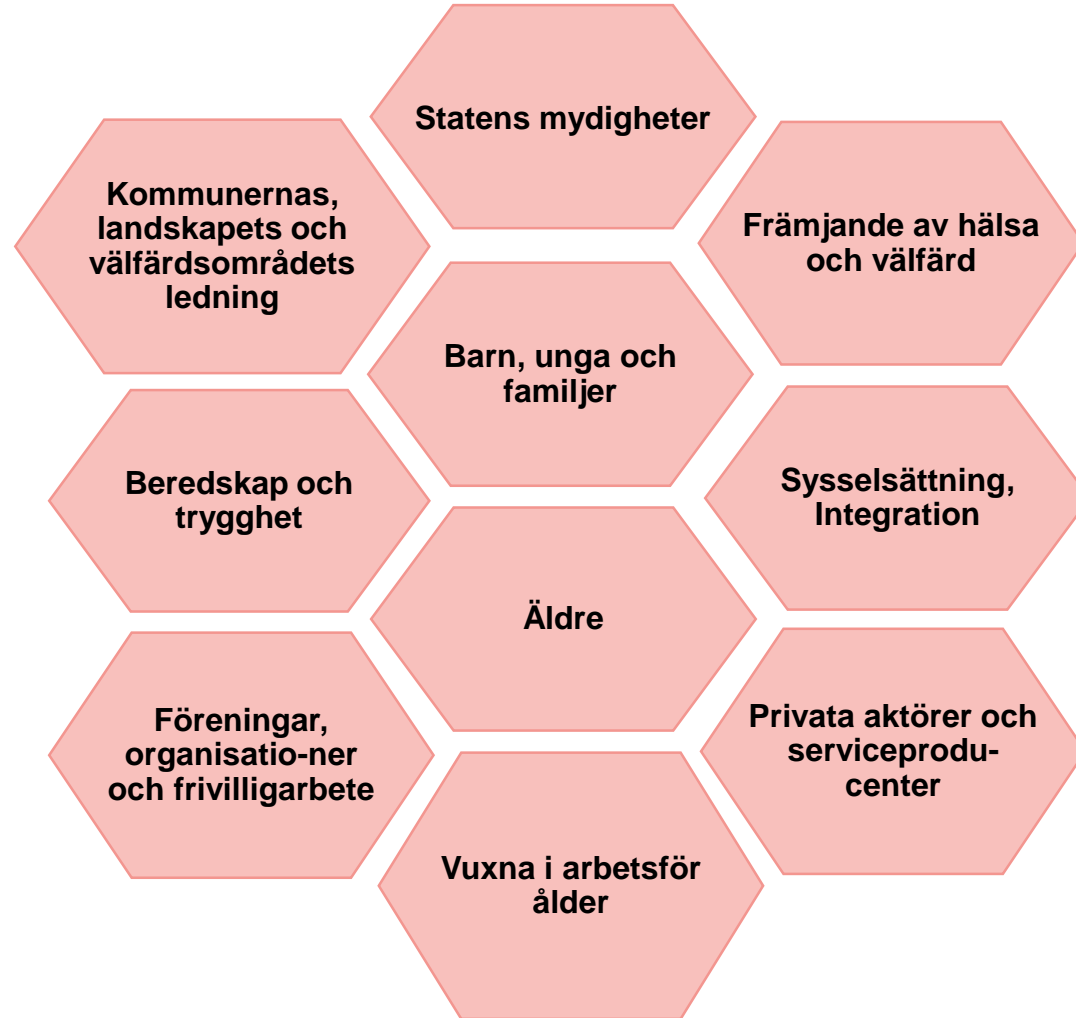 Statens mydigheter
Kommunernas,
landskapets och
välfärdsområdets
ledning
Främjande av hälsa
och välfärd
Barn, unga och
familjer
Beredskap och
trygghet
Sysselsättning,
Integration
Äldre
Föreningar,
organisatio-ner
och frivilligarbete
Privata aktörer och
serviceprodu-
center
Vuxna i arbetsför
ålder